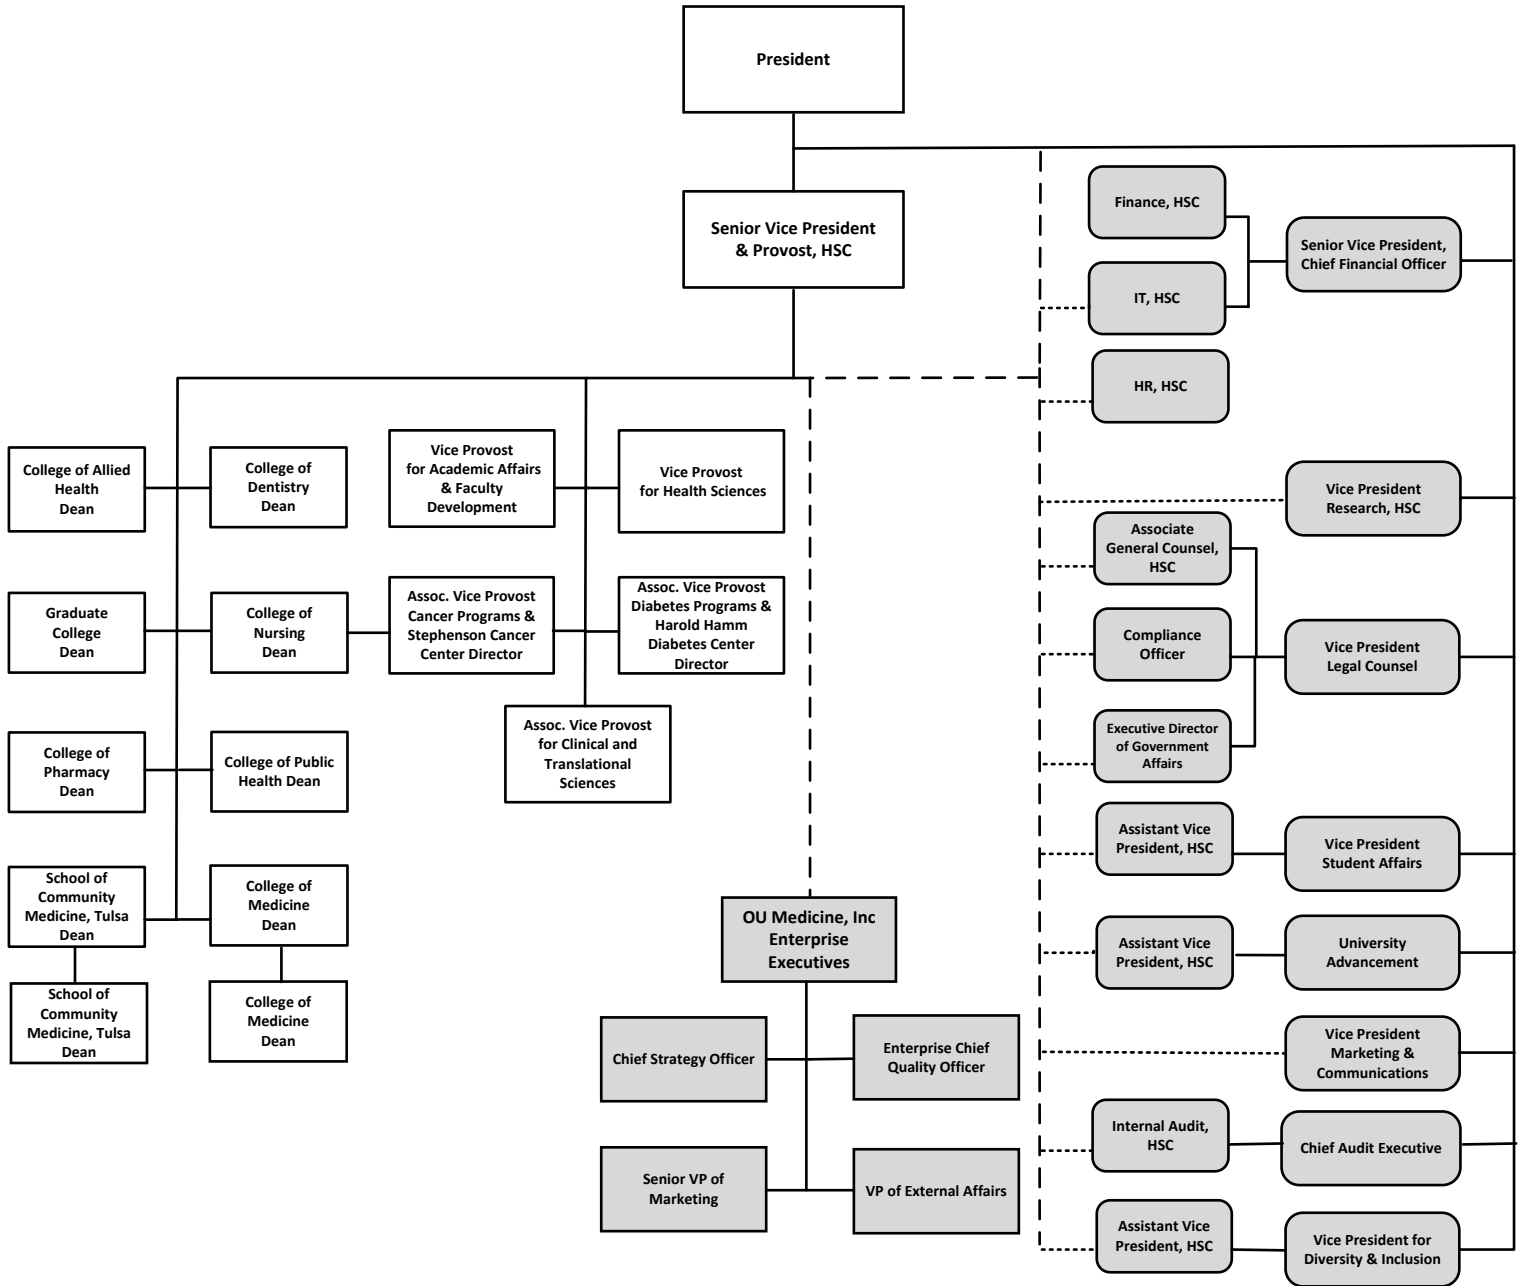 President
Senior Vice President
& Provost, HSC
Finance, HSC
Senior Vice President,
Chief Financial Officer
IT, HSC
HR, HSC
College of Allied
Health
Dean
College of
Dentistry
Dean
Vice Provost
for Academic Affairs
& Faculty
Development
Vice Provost
for Health Sciences
Vice President
Research, HSC
Associate
General Counsel,
HSC
Graduate
College
Dean
College of
Nursing
Dean
Assoc. Vice Provost
Cancer Programs &
Stephenson Cancer
Center Director
Assoc. Vice Provost
Diabetes Programs &
Harold Hamm
Diabetes Center
Director
Compliance
Officer
Vice President
Legal Counsel
College of
Pharmacy
Dean
College of Public
Health Dean
Assoc. Vice Provost
for Clinical and
Translational
Sciences
Executive Director
of Government
Affairs
Assistant Vice
President, HSC
Vice President
Student Affairs
School of
Community
Medicine, Tulsa
Dean
College of
Medicine
Dean
OU Medicine, Inc
Enterprise
Executives
Assistant Vice
President, HSC
University
Advancement
School of
Community
Medicine, Tulsa
Dean
College of
Medicine
Dean
Chief Strategy Officer
Enterprise Chief
Quality Officer
Vice President
Marketing &
Communications
Internal Audit,
HSC
Chief Audit Executive
Senior VP of
Marketing
VP of External Affairs
Assistant Vice
President, HSC
Vice President for
Diversity & Inclusion